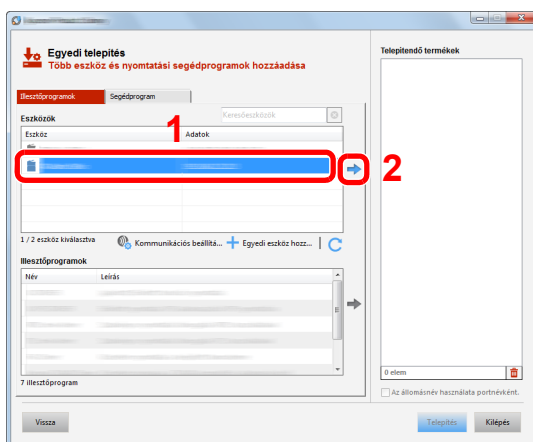 Egyedi telepítés
Több eszköz és nyomtatási segédprogramok hozzáadása
Telepitendő termékek
Illesztőprogramok
Segédprogram
Eszközök
1
Keresőeszközök
Eszköz
Adatok
2
1 / 2 eszköz kiválasztva
Kommunikációs beállítá...
Egyedi eszköz hozz...
Illesztőprogramok
Név
Leírás
7 illesztőprogram
0 elem
Az állomásnév használata portnévként.
Vissza
Telepítés
Kilépés